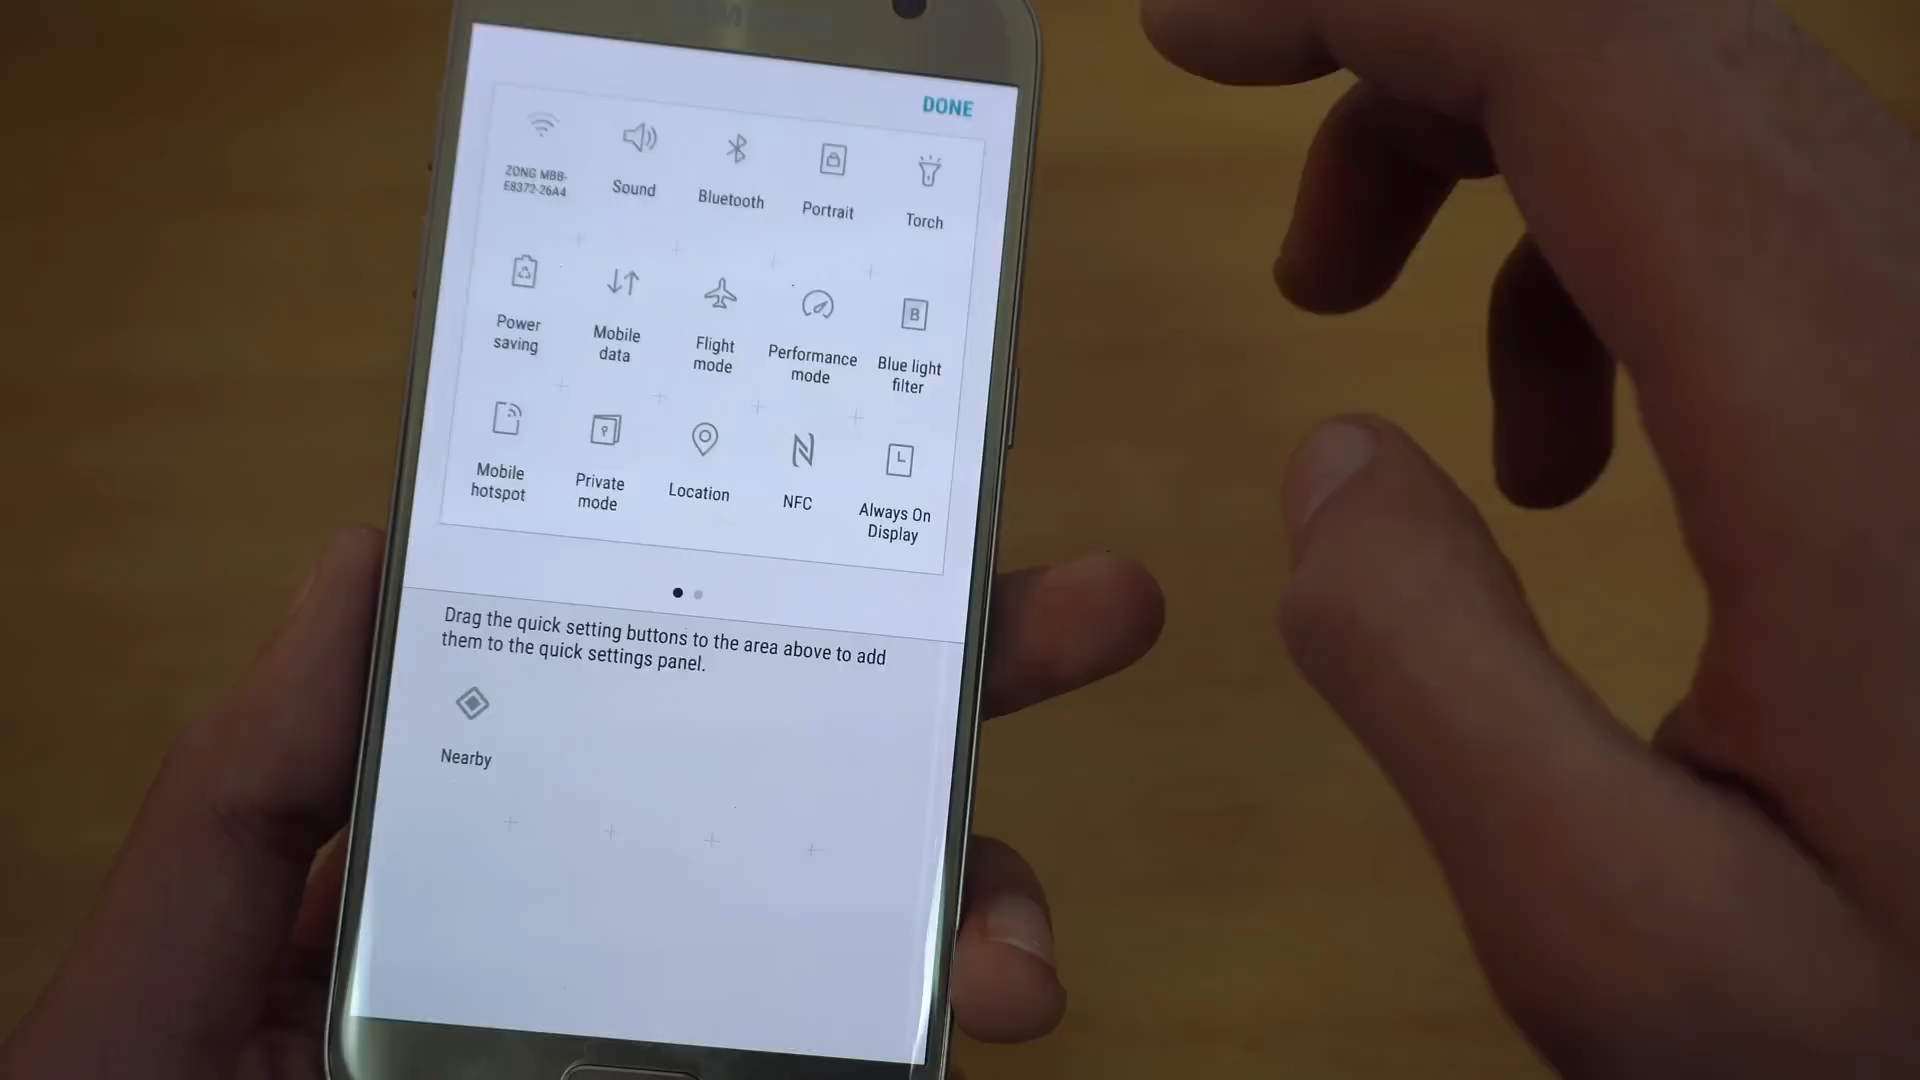 DONE
ZONG MBB-
E8372-26A4
Sound
Bluetooth
Portrait
Torch
Power
saving
Mobile
data
Flight
mode
Performance
mode
B
Blue light
filter
Mobile
hotspot
Private
mode
Location
NFC
Always On
Display
Drag the quick setting buttons to the area above to add
them to the quick settings panel.
Nearby